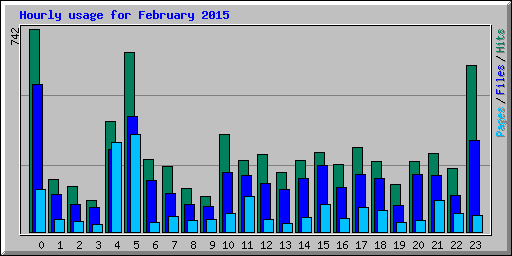 Hourly usage for February 2015
742
Pages / Files / Hits
0 1 2 3 4 5 6 7 8 9 10 11 12 13 14 15 16 17 18 19 20 21 22 23